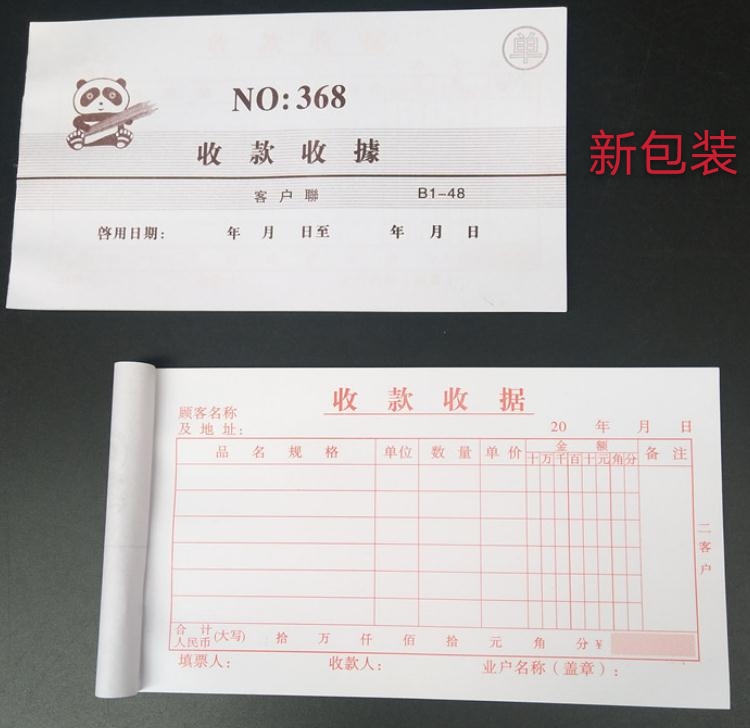 單
NO:368
收款收據
客户聯 B1-48
啓用日期: 年 月 日至 年 月 日
新包装
收款收据
顾客名称
及地址: 20 年 月 日
品名规格 单位 数量 单价 金额 备注
十万千百十元角分
二客户
合计
人民币(大写) 拾 万 仟 佰 拾 元 角 分¥
填票人: 收款人: 业户名称(盖章):